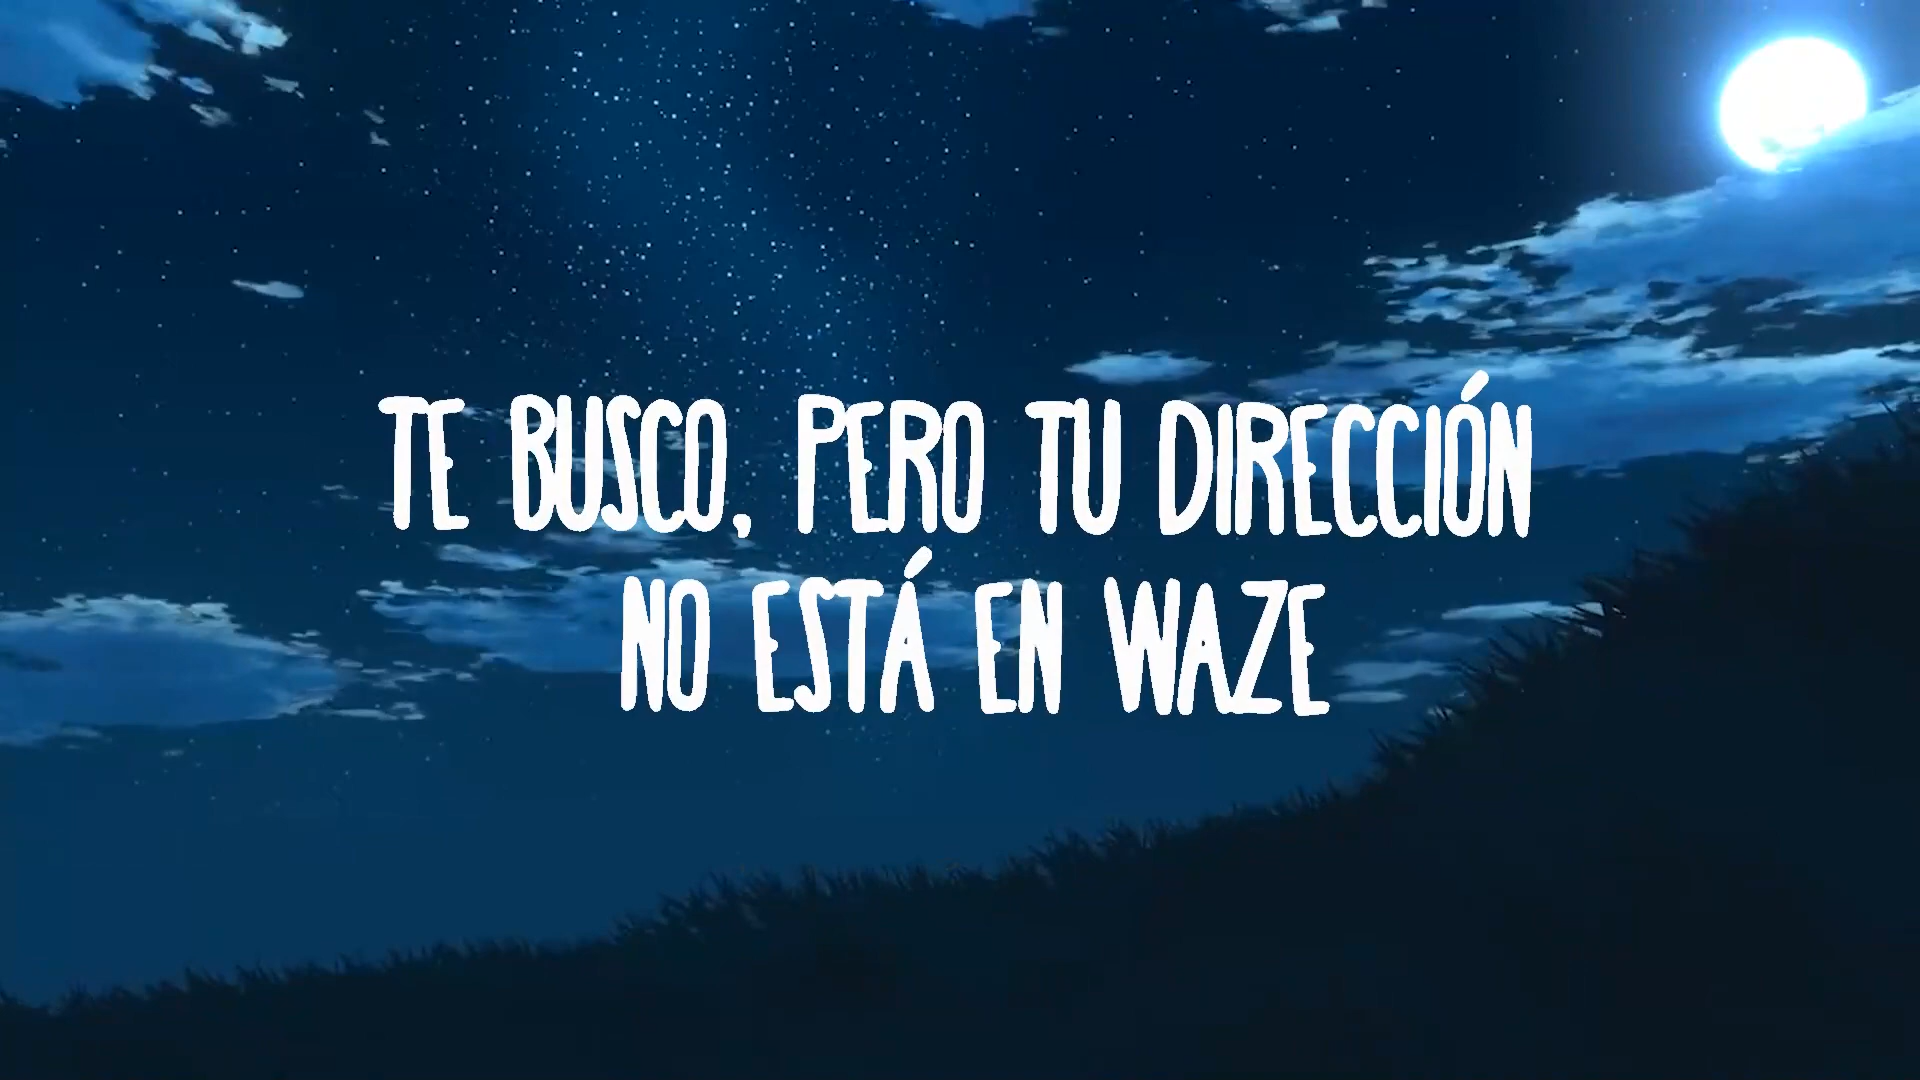 TE BUSCO, PERO TU DIRECCIÓN
NO ESTÁ EN WAZE